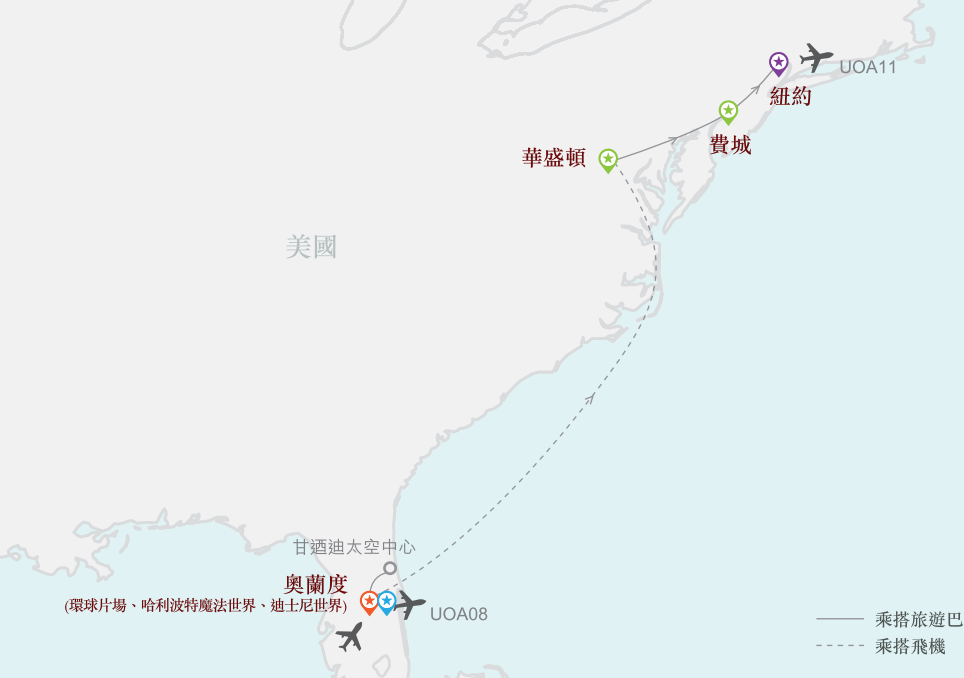 UOA11
紐約
費城
華盛頓
美國
甘迺迪太空中心
奧蘭度
(環球片場、哈利波特魔法世界、迪士尼世界)
UOA08
乘搭旅遊巴
乘搭飛機